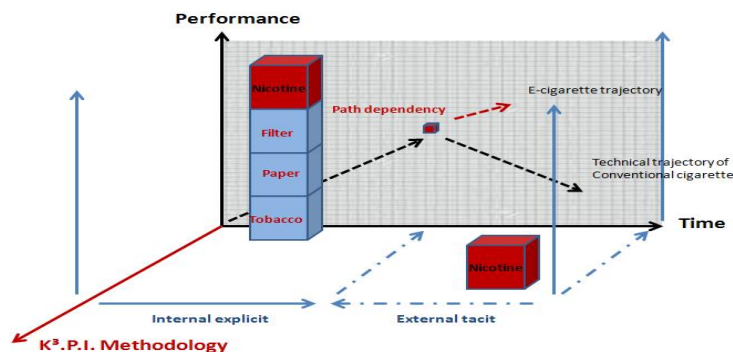 Performance
Nicotine
Filter
Paper
Tobacco
Path dependency
E-cigarette trajectory
Technical trajectory of
Conventional cigarette
Time
Nicotine
Internal explicit
External tacit
K³.P.I. Methodology